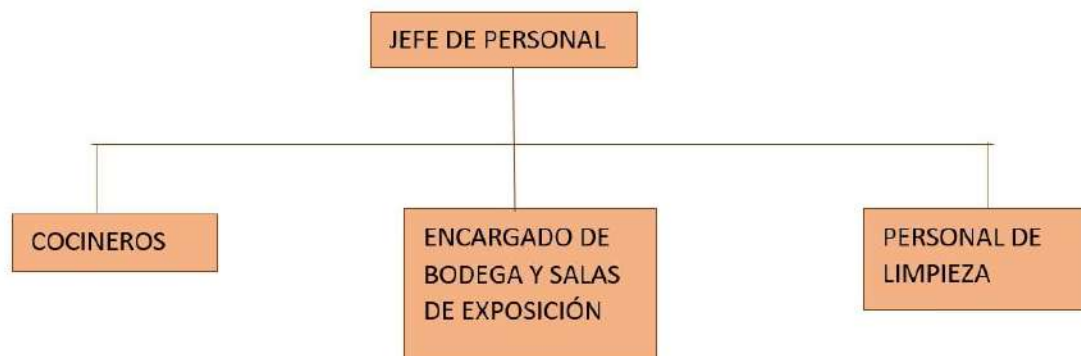 JEFE DE PERSONAL
COCINEROS
ENCARGADO DE
BODEGA Y SALAS
DE EXPOSICIÓN
PERSONAL DE
LIMPIEZA